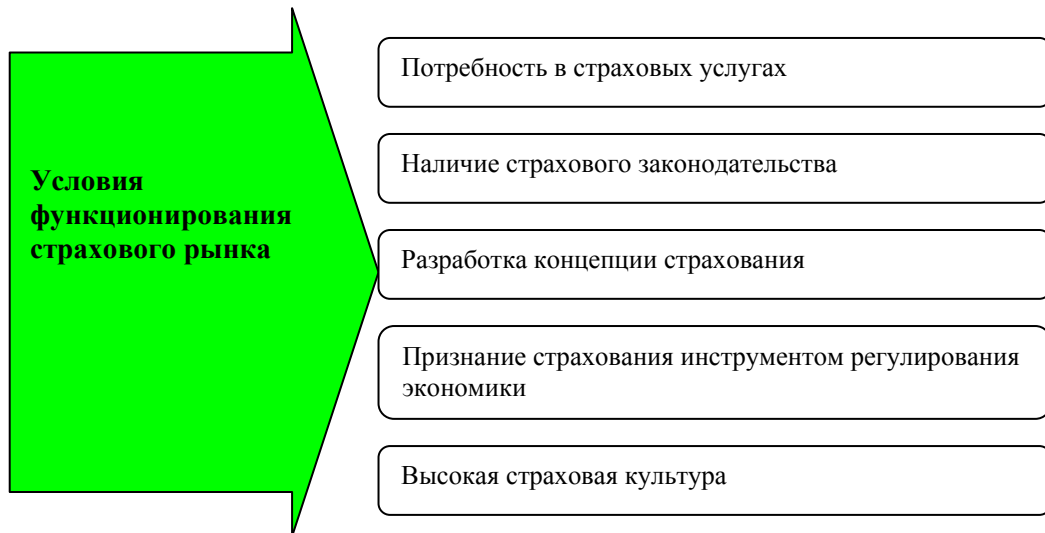 Условия
функционирования
страхового рынка
Потребность в страховых услугах
Наличие страхового законодательства
Разработка концепции страхования
Признание страхования инструментом регулирования
экономики
Высокая страховая культура